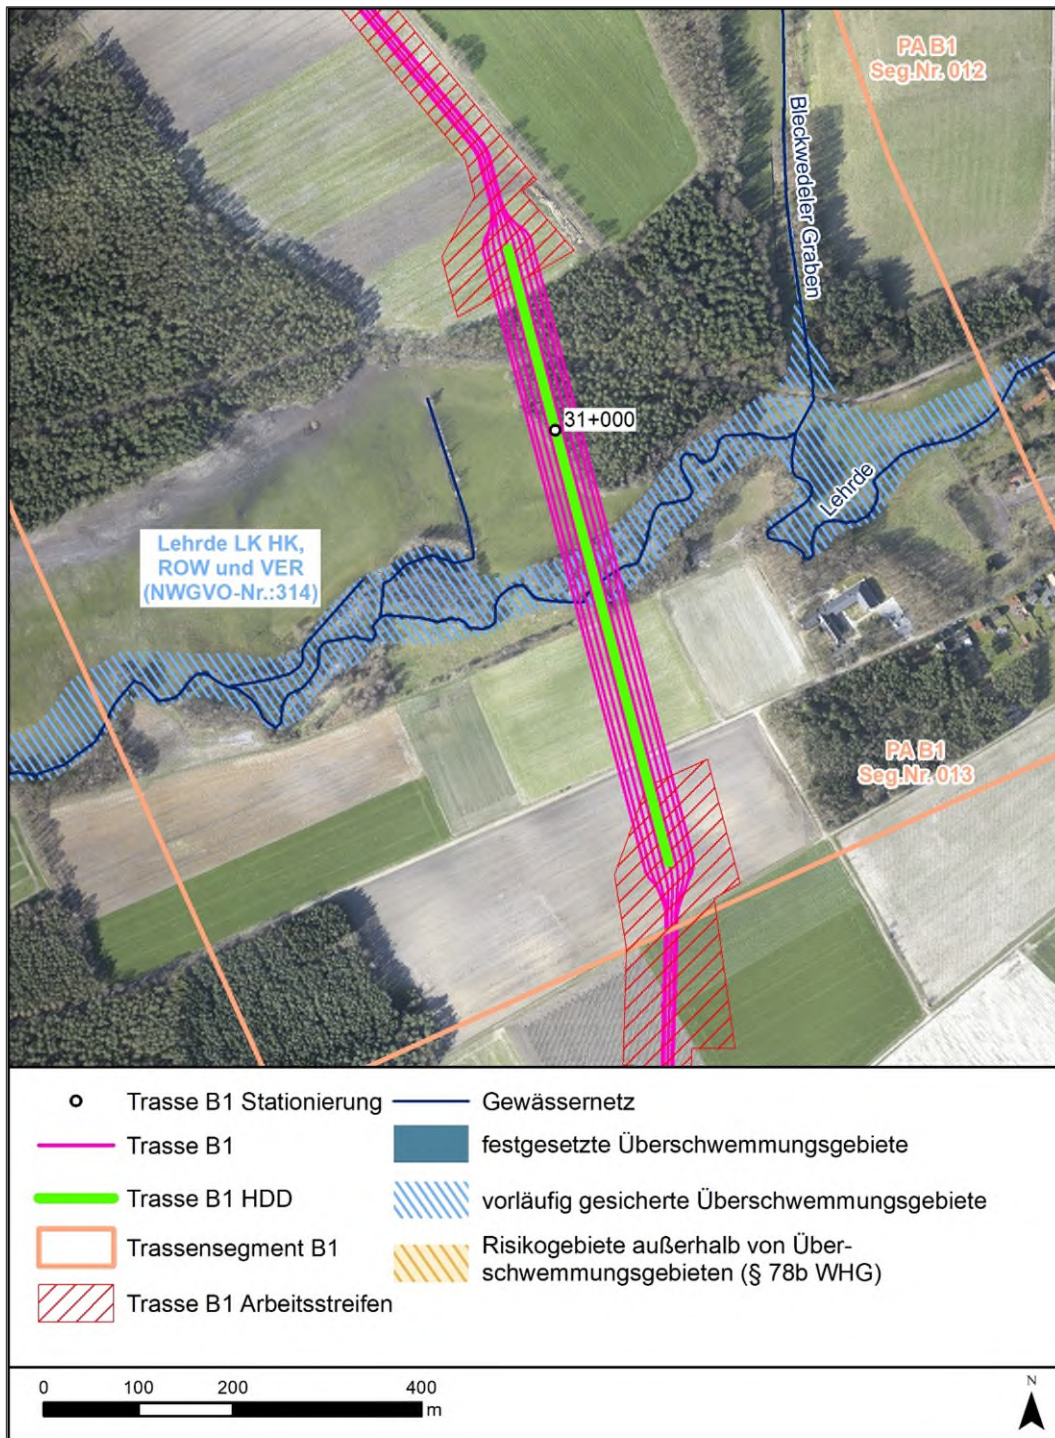 PA B1
Seg.Nr. 012
Bleckwedeler Graben
31+000
Lehrde
Lehrde LK HK,
ROW und VER
(NWGVO-Nr.:314)
PA B1
Seg.Nr. 013
Trasse B1 Stationierung
Trasse B1
Trasse B1 HDD
Trassensegment B1
Trasse B1 Arbeitsstreifen
Gewässernetz
festgesetzte Überschwemmungsgebiete
vorläufig gesicherte Überschwemmungsgebiete
Risikogebiete außerhalb von Über-
schwemmungsgebieten (§ 78b WHG)
0 100 200 400
m
N